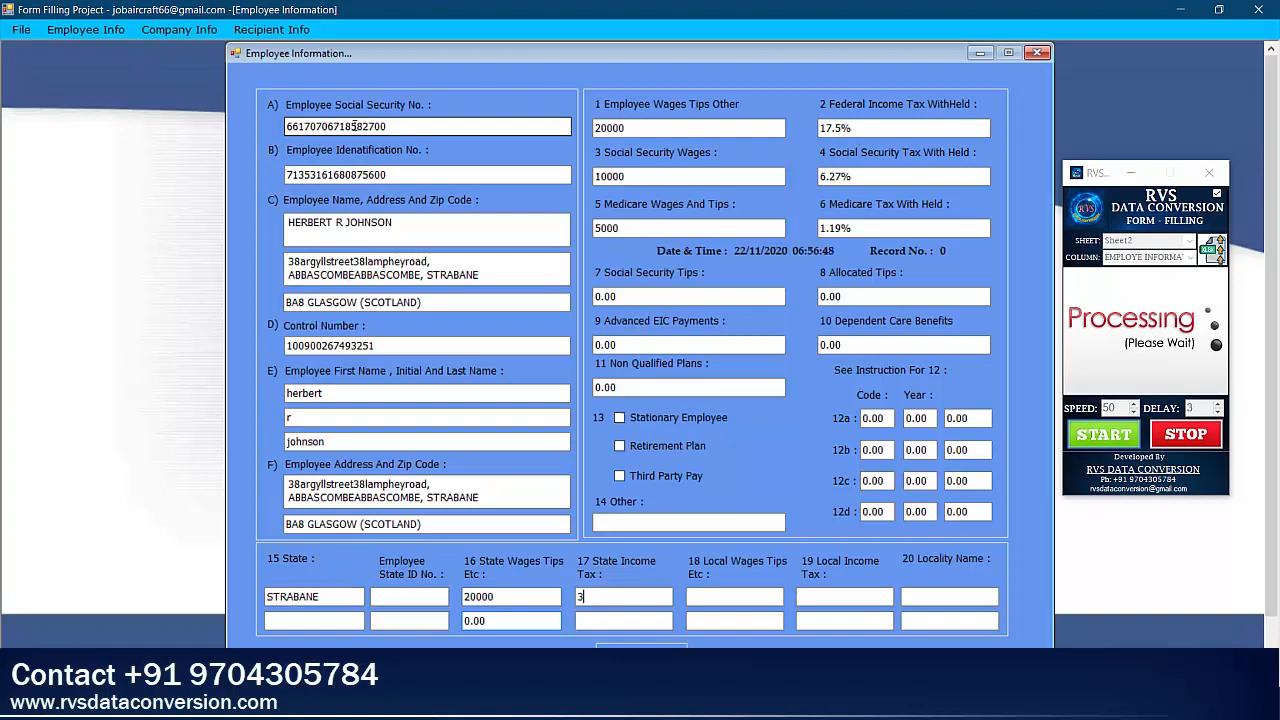 Form Filling Project - jobaircraft66@gmail.com -[Employee Information]
File Employee Info Company Info Recipient Info
Employee Information...
A) Employee Social Security No. :
66170706718582700
B) Employee Idenatification No. :
71353161680875600
C) Employee Name, Address And Zip Code :
HERBERT R JOHNSON
38argyllstreet38lampheyroad,
ABBASCOMBEABBASCOMBE, STRABANE
BA8 GLASGOW (SCOTLAND)
D) Control Number :
100900267493251
E) Employee First Name , Initial And Last Name :
herbert
r
johnson
F) Employee Address And Zip Code :
38argyllstreet38lampheyroad,
ABBASCOMBEABBASCOMBE, STRABANE
BA8 GLASGOW (SCOTLAND)
1 Employee Wages Tips Other
20000
2 Federal Income Tax WithHeld :
17.5%
3 Social Security Wages :
10000
4 Social Security Tax With Held :
6.27%
5 Medicare Wages And Tips :
5000
6 Medicare Tax With Held :
1.19%
Date & Time : 22/11/2020 06:56:48 Record No. : 0
7 Social Security Tips :
0.00
8 Allocated Tips :
0.00
9 Advanced EIC Payments :
0.00
10 Dependent Care Benefits
0.00
11 Non Qualified Plans :
0.00
See Instruction For 12 :
Code : Year :
13 Stationary Employee
Retirement Plan
Third Party Pay
12a : 0.00 0.00 0.00
12b : 0.00 0.00 0.00
12c : 0.00 0.00 0.00
12d : 0.00 0.00 0.00
14 Other :
15 State :
Employee
State ID No. :
16 State Wages Tips
Etc :
17 State Income
Tax :
18 Local Wages Tips
Etc :
19 Local Income
Tax :
20 Locality Name :
STRABANE 20000 3
0.00
RVS...
RVS
DATA CONVERSION
FORM - FILLING
SHEET: Sheet2
COLUMN: EMPLOYE INFORMA
Processing
(Please Wait)
SPEED: 50 DELAY: 3
START STOP
Developed By
RVS DATA CONVERSION
Ph: +91 9704305784
rvsdataconversion@gmail.com
Contact +91 9704305784
www.rvsdataconversion.com